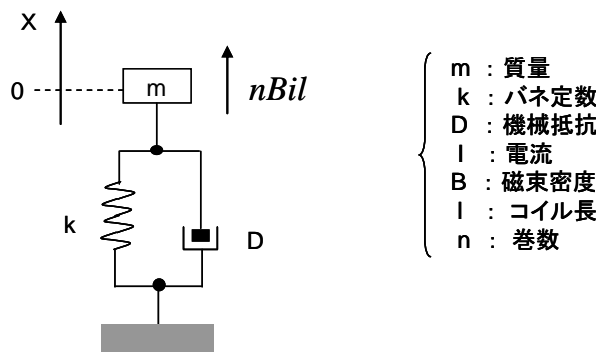 X
0
m
nBil
k
D
m : 質量
k : バネ定数
D : 機械抵抗
I : 電流
B : 磁束密度
l : コイル長
n : 巻数